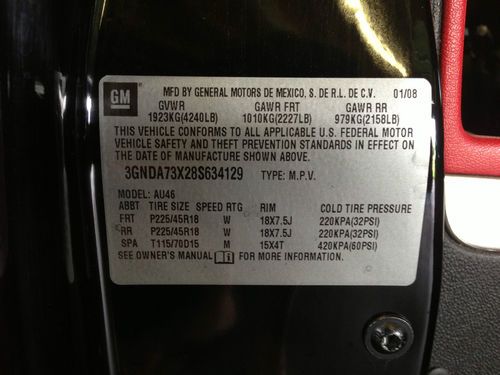 GM
MFD BY GENERAL MOTORS DE MEXICO, S. DE R.L. DE C.V. 01/08
GVWR GAWR FRT GAWR RR
1923KG(4240LB) 1010KG(2227LB) 979KG(2158LB)
THIS VEHICLE CONFORMS TO ALL APPLICABLE U.S. FEDERAL MOTOR
VEHICLE SAFETY AND THEFT PREVENTION STANDARDS IN EFFECT ON
THE DATE OF MANUFACTURE SHOWN ABOVE.
3GNDA73X28S634129 TYPE: M.P.V.
MODEL: AU46
ABBT TIRE SIZE SPEED RTG RIM COLD TIRE PRESSURE
FRT P225/45R18 W 18X7.5J 220KPA(32PSI)
RR P225/45R18 W 18X7.5J 220KPA(32PSI)
SPA T115/70D15 M 15X4T 420KPA(60PSI)
SEE OWNER'S MANUAL FOR MORE INFORMATION.